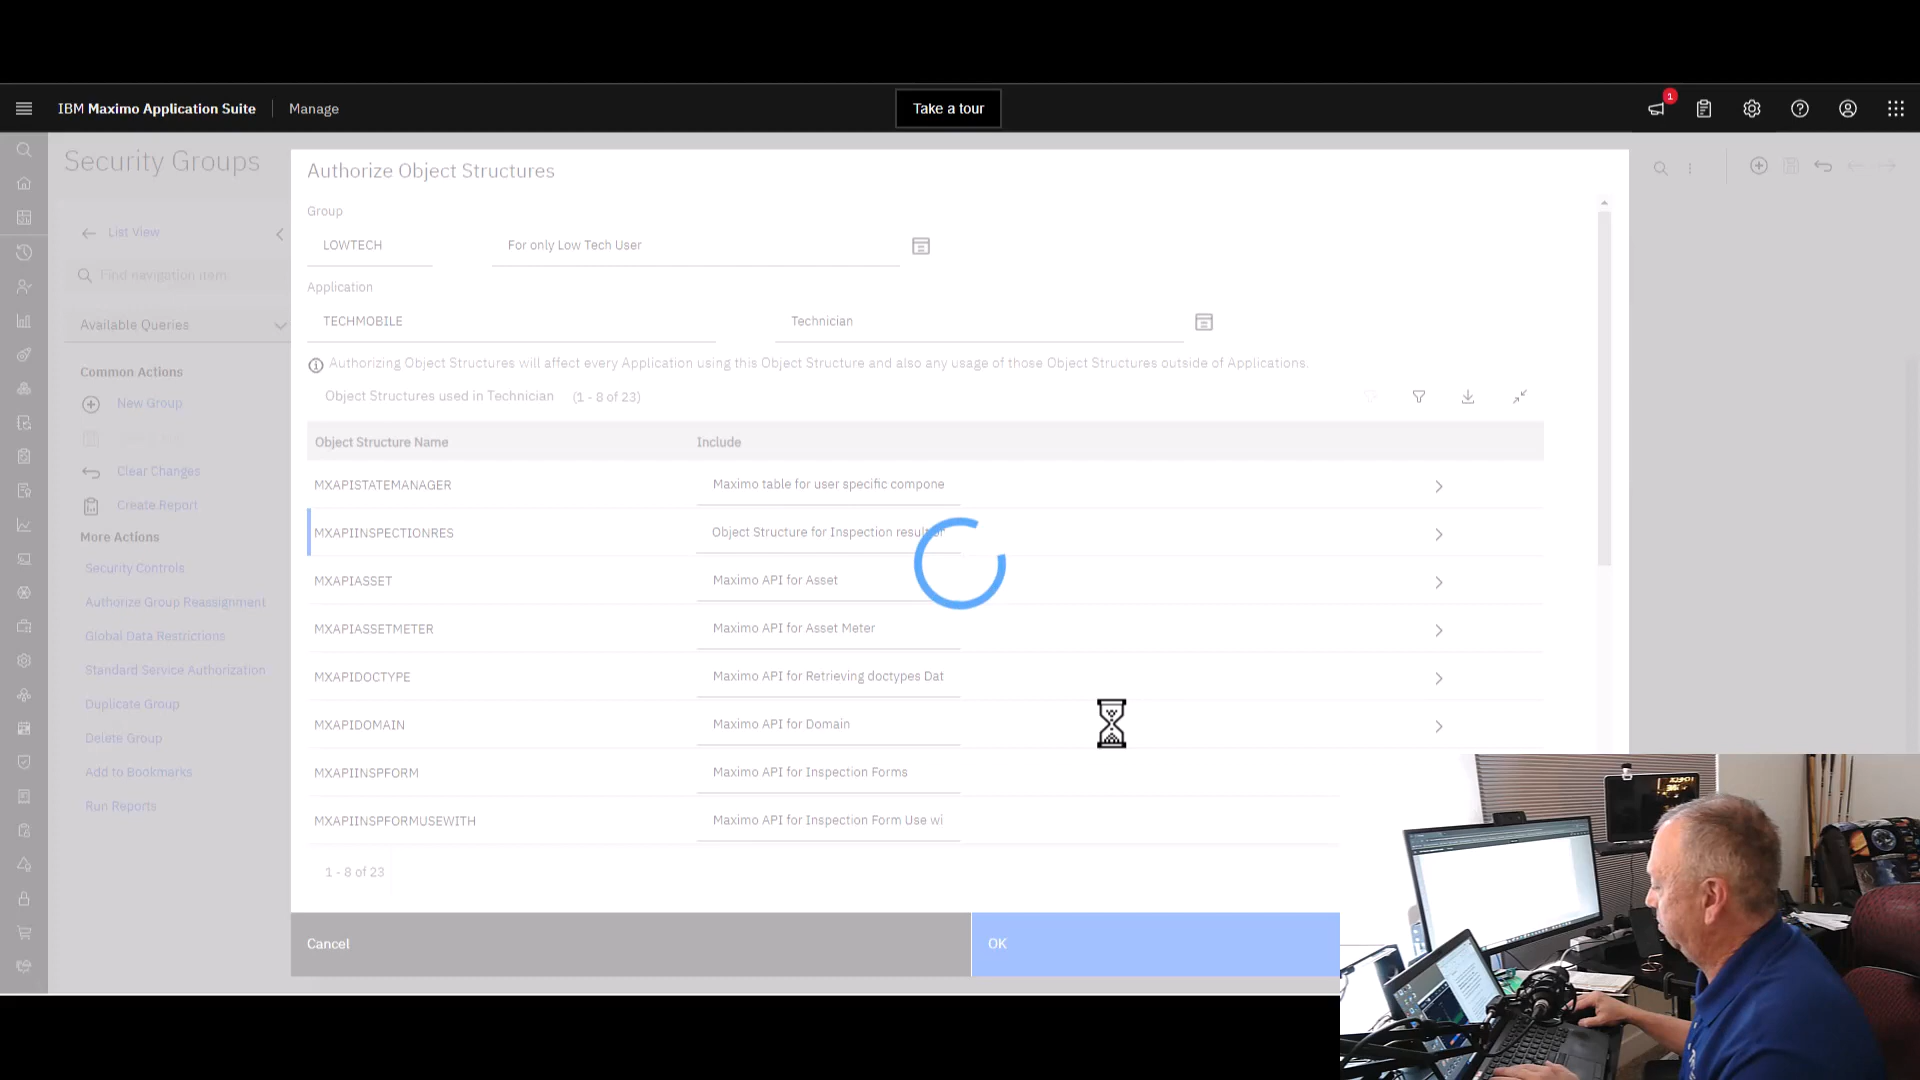 IBM Maximo Application Suite
Manage
Take a tour
1
Security Groups
List View
Find navigation item
Available Queries
Common Actions
New Group
Clear Changes
Create Report
More Actions
Security Controls
Authorize Group Reassignment
Global Data Restrictions
Standard Service Authorization
Duplicate Group
Delete Group
Add to Bookmarks
Run Reports
Authorize Object Structures
Group
LOWTECH
For only Low Tech User
Application
TECHMOBILE
Technician
Authorizing Object Structures will affect every Application using this Object Structure and also any usage of those Object Structures outside of Applications.
Object Structures used in Technician (1 - 8 of 23)
Object Structure Name
Include
MXAPISTATEMANAGER
Maximo table for user specific compone
MXAPIINSPECTIONRES
Object Structure for Inspection result
MXAPIASSET
Maximo API for Asset
MXAPIASSETMETER
Maximo API for Asset Meter
MXAPIDOCTYPE
Maximo API for Retrieving doctypes Dat
MXAPIDOMAIN
Maximo API for Domain
MXAPIINSPFORM
Maximo API for Inspection Forms
MXAPIINSPFORMUSEWITH
Maximo API for Inspection Form Use wi
1 - 8 of 23
Cancel
OK